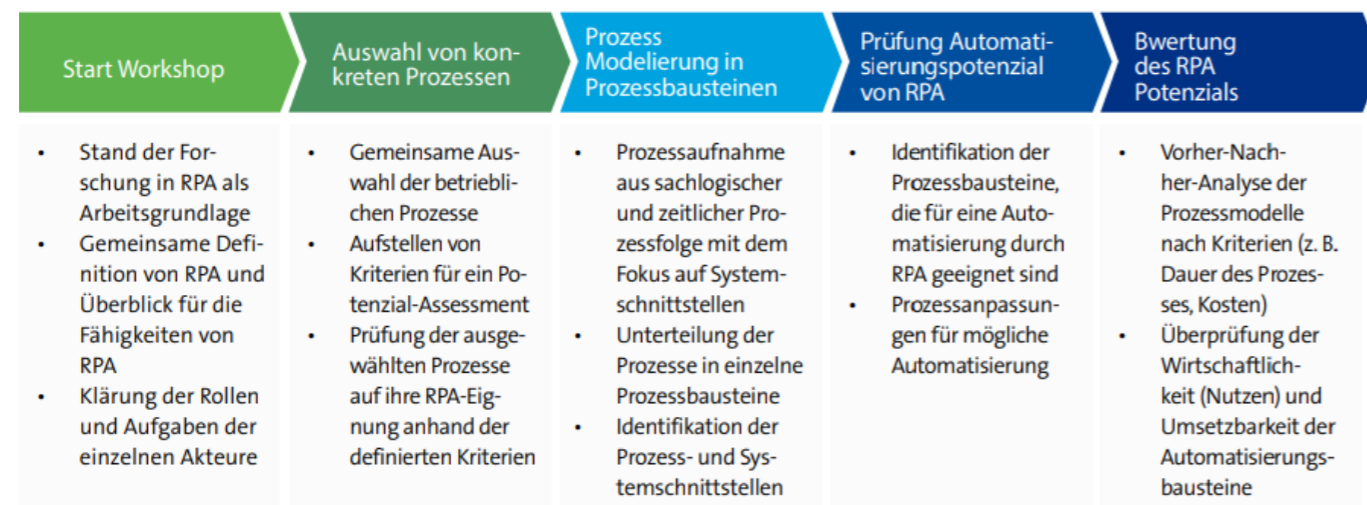 Start Workshop
Auswahl von kon-
kreten Prozessen
Prozess
Modelierung in
Prozessbausteinen
Prüfung Automati-
sierungspotenzial
von RPA
Bwertung
des RPA
Potenzials
• Stand der For-
schung in RPA als
Arbeitsgrundlage
• Gemeinsame Defi-
nition von RPA und
Überblick für die
Fähigkeiten von
RPA
• Klärung der Rollen
und Aufgaben der
einzelnen Akteure
• Gemeinsame Aus-
wahl der betriebli-
chen Prozesse
• Aufstellen von
Kriterien für ein Po-
tenzial-Assessment
• Prüfung der ausge-
wählten Prozesse
auf ihre RPA-Eig-
nung anhand der
definierten Kriterien
• Prozessaufnahme
aus sachlogischer
und zeitlicher Pro-
zessfolge mit dem
Fokus auf System-
schnittstellen
• Unterteilung der
Prozesse in einzelne
Prozessbausteine
• Identifikation der
Prozess- und Sys-
temschnittstellen
• Identifikation der
Prozessbausteine,
die für eine Auto-
matisierung durch
RPA geeignet sind
• Prozessanpassun-
gen für mögliche
Automatisierung
• Vorher-Nach-
her-Analyse der
Prozessmodelle
nach Kriterien (z. B.
Dauer des Prozes-
ses, Kosten)
• Überprüfung der
Wirtschaftlich-
keit (Nutzen) und
Umsetzbarkeit der
Automatisierungs-
bausteine